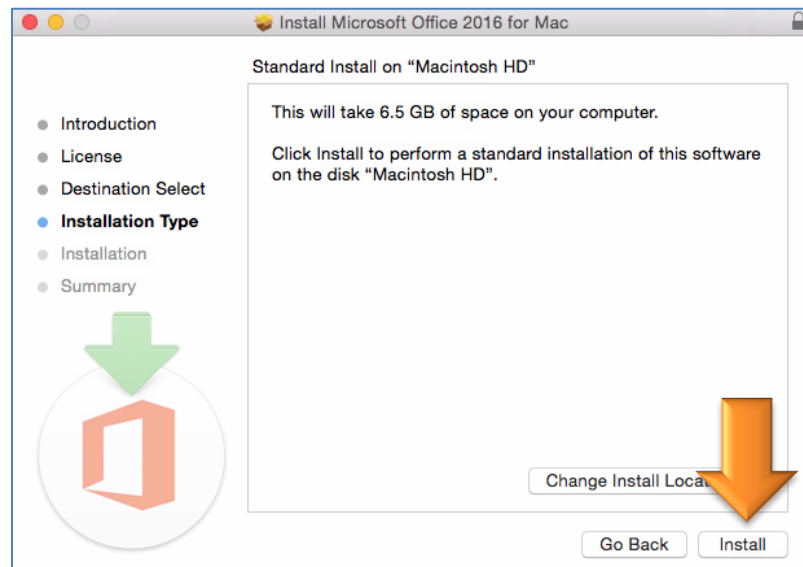 Install Microsoft Office 2016 for Mac
Standard Install on “Macintosh HD”
Introduction
License
Destination Select
Installation Type
Installation
Summary
This will take 6.5 GB of space on your computer.
Click Install to perform a standard installation of this software
on the disk “Macintosh HD”.
Change Install
Go Back
Install